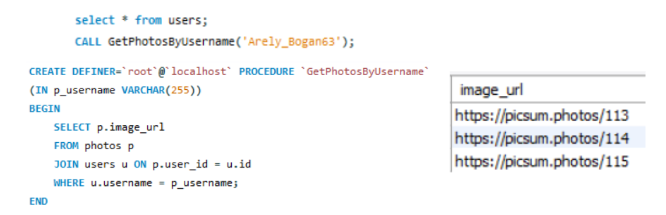 select * from users;
CALL GetPhotosByUsername('Arely_Bogan63');
CREATE DEFINER=`root`@`localhost` PROCEDURE `GetPhotosByUsername`
(IN p_username VARCHAR(255))
BEGIN
SELECT p.image_url
FROM photos p
JOIN users u ON p.user_id = u.id
WHERE u.username = p_username;
END
image_url
https://picsum.photos/113
https://picsum.photos/114
https://picsum.photos/115